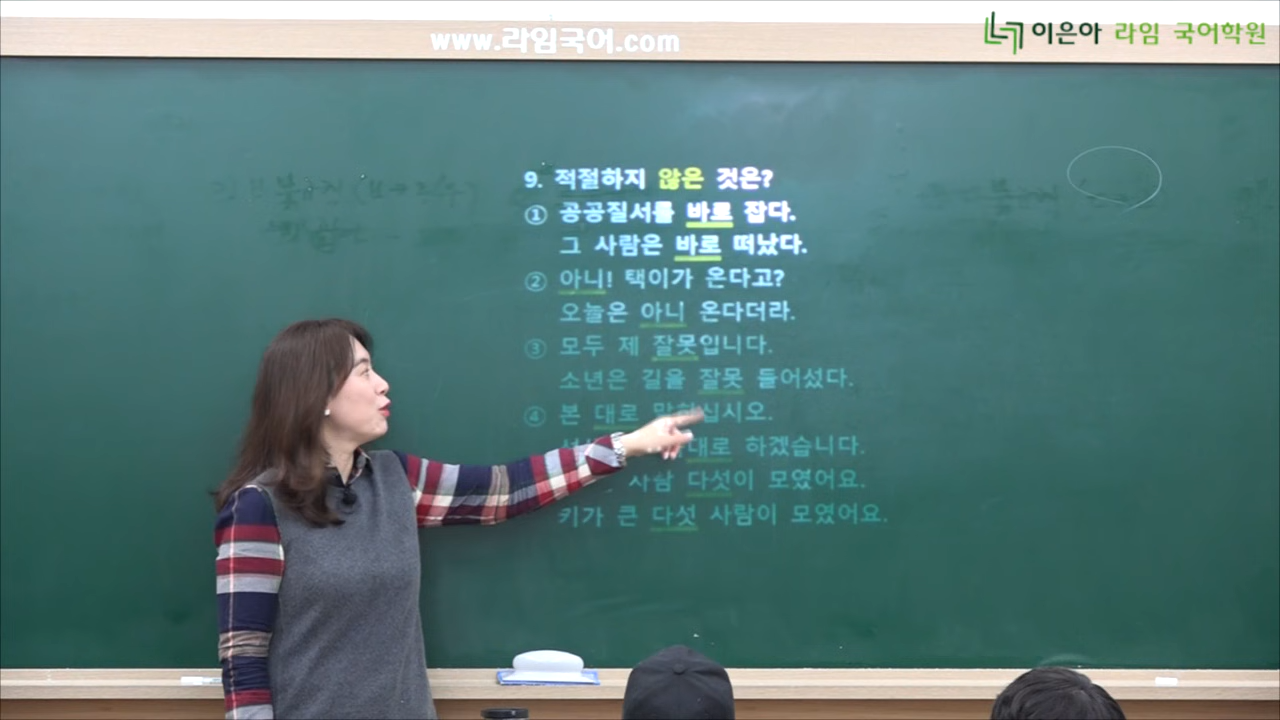 www.라임국어.com
이은아 라임 국어학원
9. 적절하지 않은 것은?
① 공공질서를 바로 잡다.
그 사람은 바로 떠났다.
② 아니! 택이가 온다고?
오늘은 아니 온다더라.
③ 모두 제 잘못입니다.
소년은 길을 잘못 들어섰다.
④ 본 대로 십시오.
대로 하겠습니다.
사람 다섯이 모였어요.
키가 큰 다섯 사람이 모였어요.